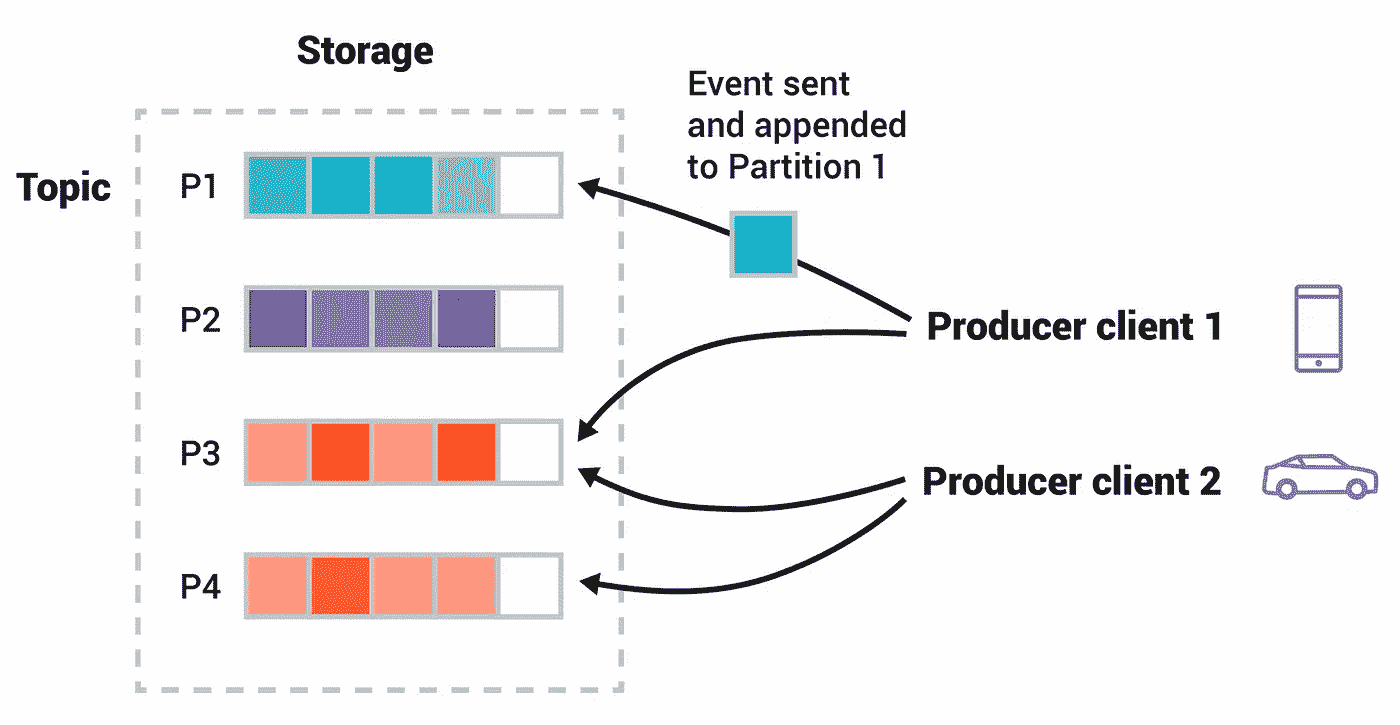 Storage
Event sent
and appended
to Partition 1
Topic
P1
P2
Producer client 1
P3
Producer client 2
P4